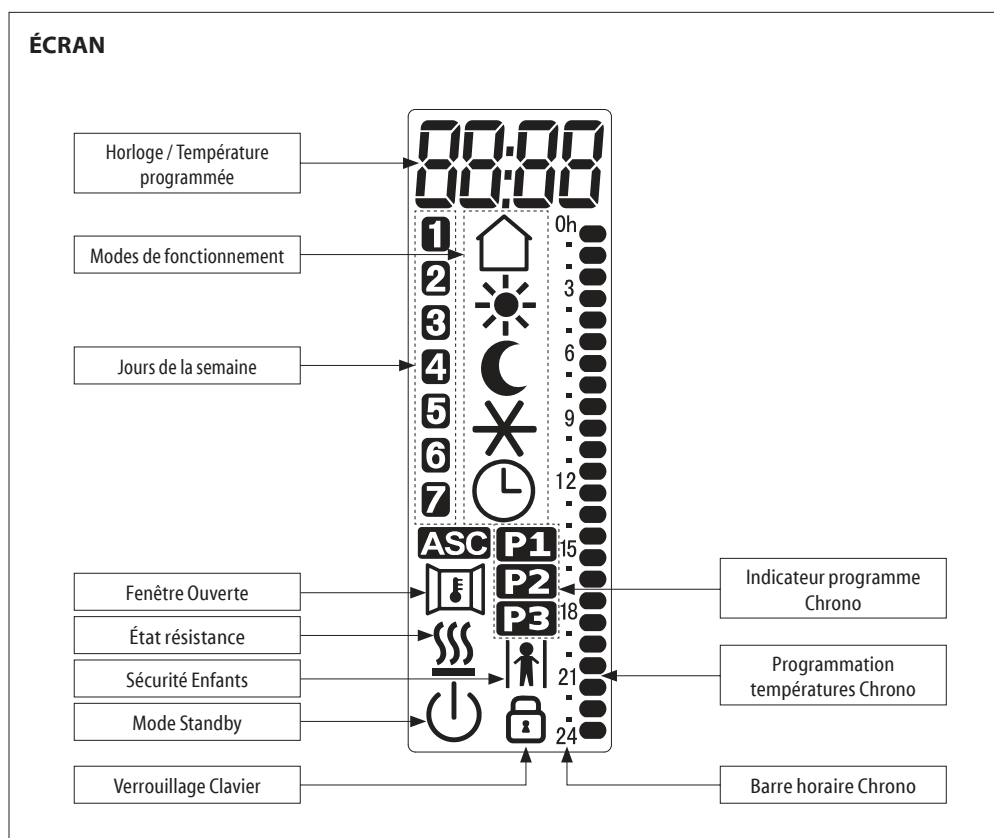 ÉCRAN
88:88
Horloge / Température
programmée
Modes de fonctionnement
Jours de la semaine
1
2
3
4
5
6
7
0h
3
6
9
12
15
18
21
24
ASC
P1
P2
P3
Fenêtre Ouverte
État résistance
Sécurité Enfants
Mode Standby
Verrouillage Clavier
Indicateur programme
Chrono
Programmation
températures Chrono
Barre horaire Chrono